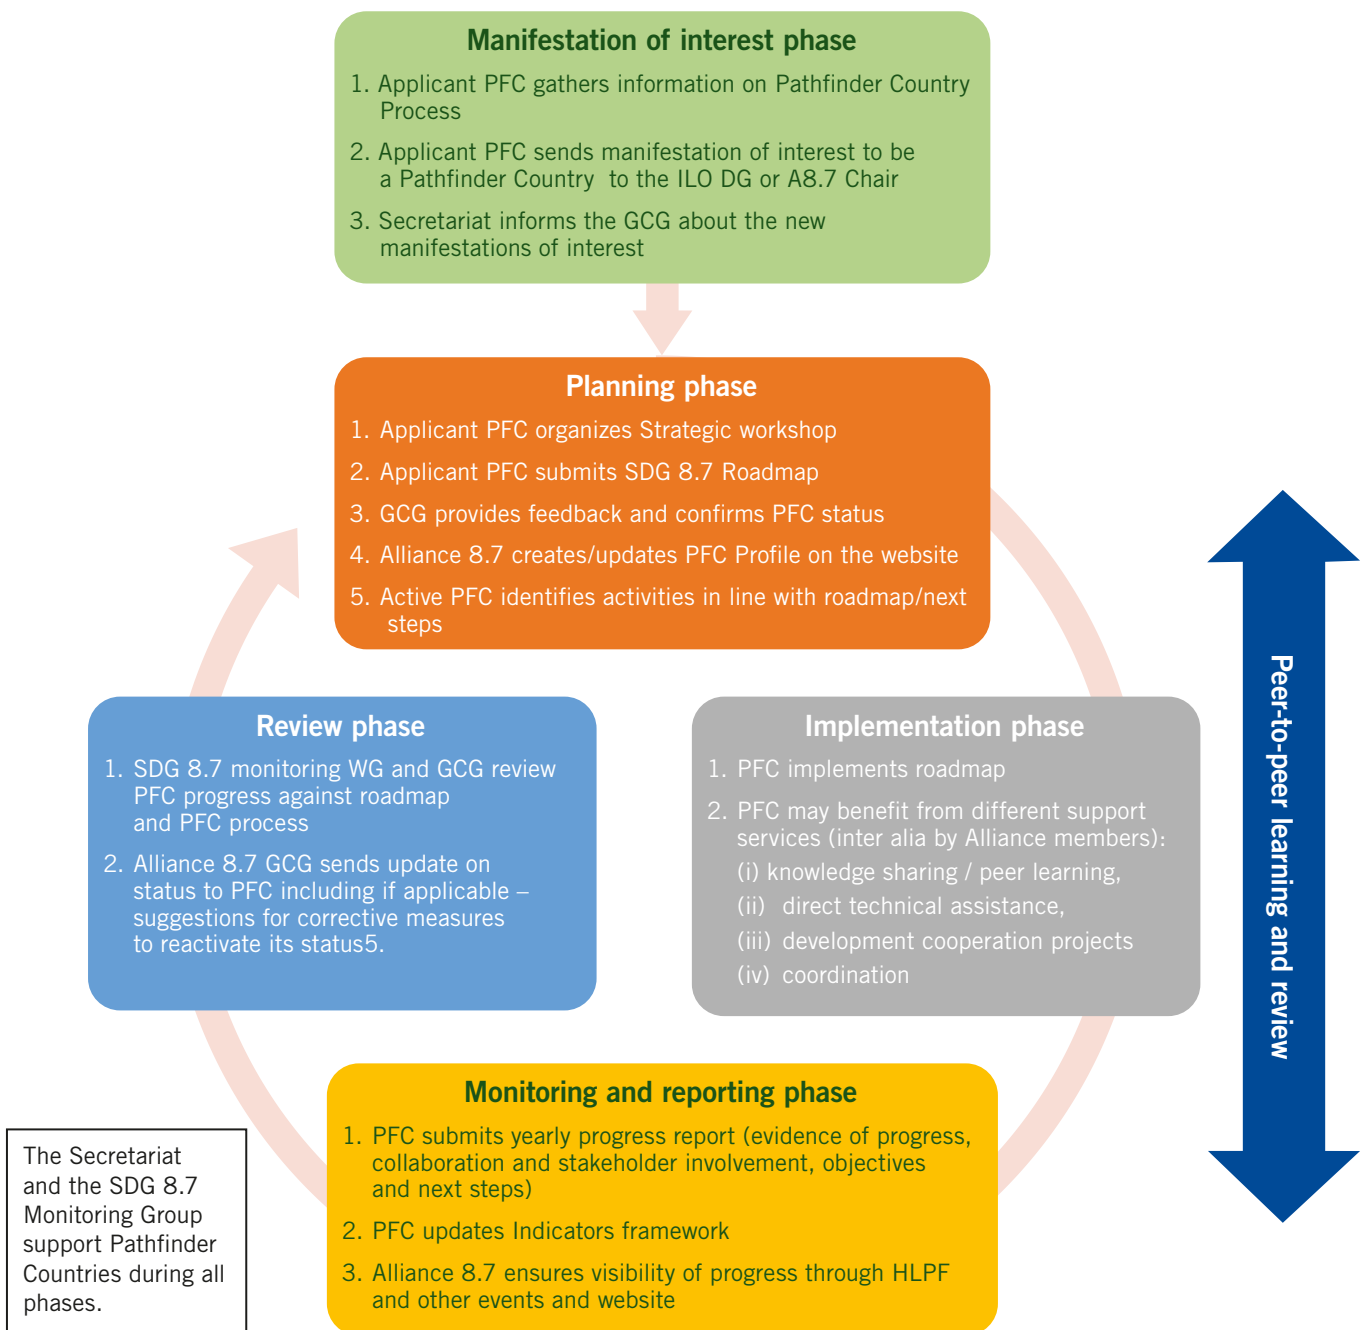 Manifestation of interest phase
1. Applicant PFC gathers information on Pathfinder Country
Process
2. Applicant PFC sends manifestation of interest to be
a Pathfinder Country to the ILO DG or A8.7 Chair
3. Secretariat informs the GCG about the new
manifestations of interest
Planning phase
1. Applicant PFC organizes Strategic workshop
2. Applicant PFC submits SDG 8.7 Roadmap
3. GCG provides feedback and confirms PFC status
4. Alliance 8.7 creates/updates PFC Profile on the website
5. Active PFC identifies activities in line with roadmap/next
steps
Review phase
1. SDG 8.7 monitoring WG and GCG review
PFC progress against roadmap
and PFC process
2. Alliance 8.7 GCG sends update on
status to PFC including if applicable –
suggestions for corrective measures
to reactivate its status5.
Implementation phase
1. PFC implements roadmap
2. PFC may benefit from different support
services (inter alia by Alliance members):
(i) knowledge sharing / peer learning,
(ii) direct technical assistance,
(iii) development cooperation projects
(iv) coordination
Peer-to-peer learning and review
Monitoring and reporting phase
1. PFC submits yearly progress report (evidence of progress,
collaboration and stakeholder involvement, objectives
and next steps)
2. PFC updates Indicators framework
3. Alliance 8.7 ensures visibility of progress through HLPF
and other events and website
The Secretariat
and the SDG 8.7
Monitoring Group
support Pathfinder
Countries during all
phases.